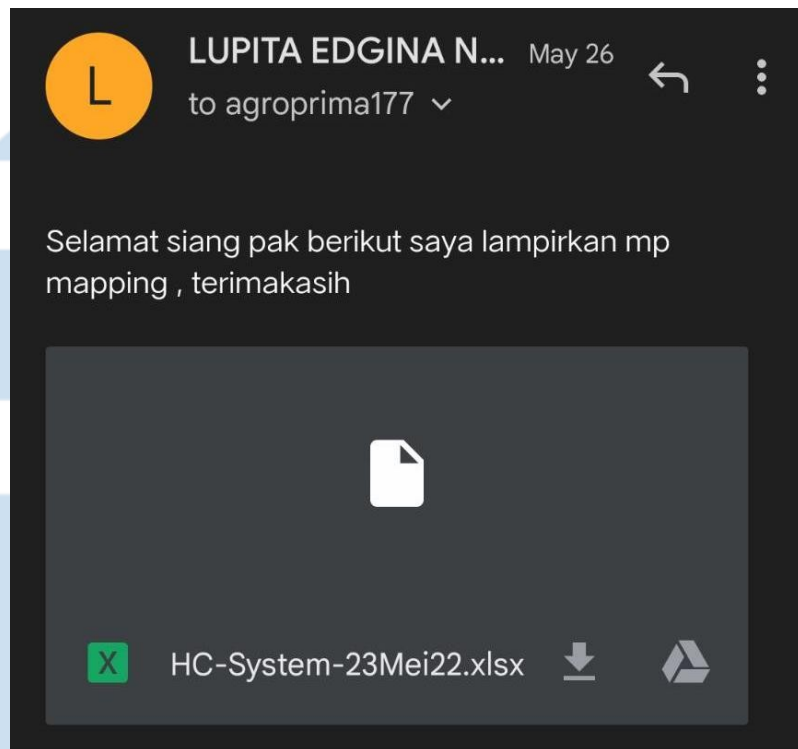 L
LUPITA EDGINA N... May 26
to agroprima177
Selamat siang pak berikut saya lampirkan mp
mapping , terimakasih
X HC-System-23Mei22.xlsx